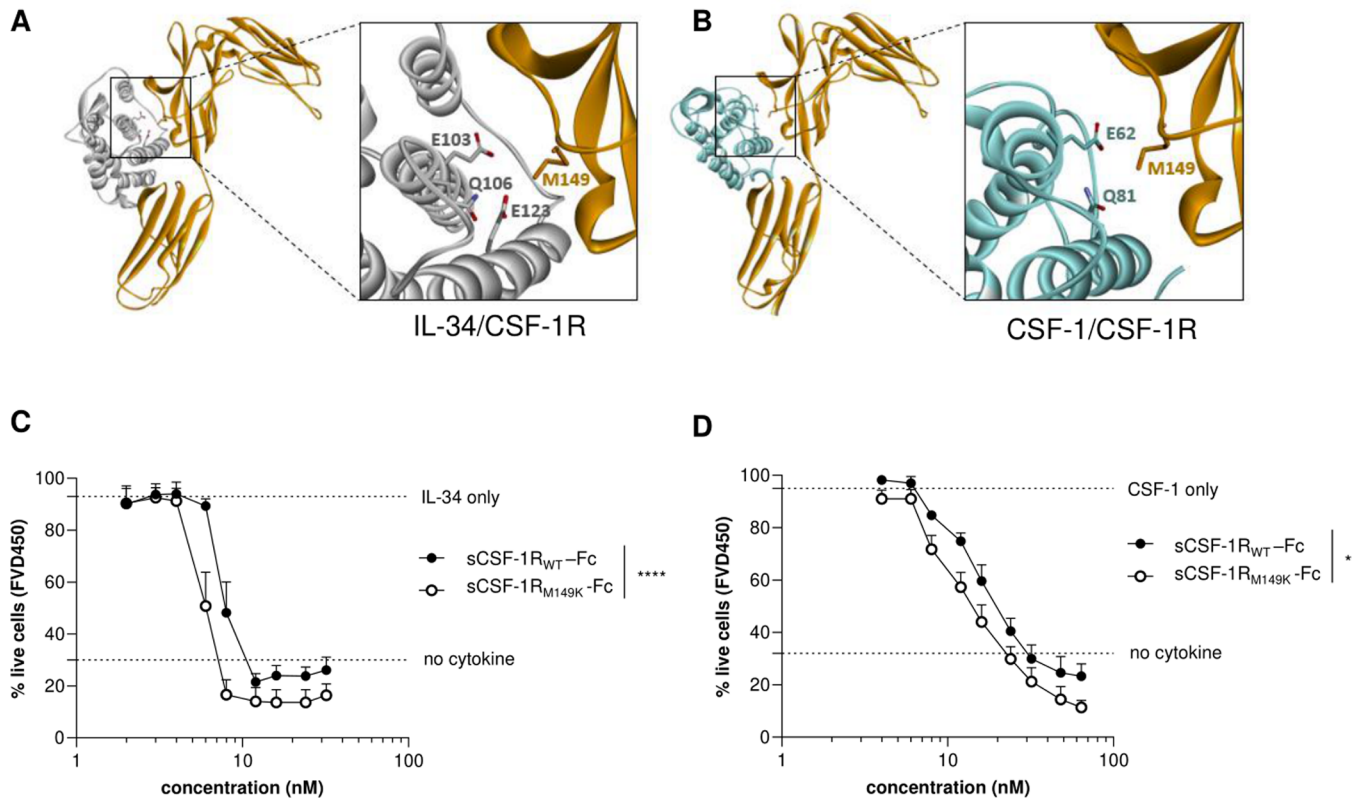 A
E103
Q106
E123
M149
IL-34/CSF-1R
B
E62
M149
Q81
CSF-1/CSF-1R
C
% live cells (FVD450)
100
80
60
40
20
0
1
10
100
concentration (nM)
IL-34 only
sCSF-1RWT–Fc
sCSF-1RM149K-Fc
****
no cytokine
D
% live cells (FVD450)
100
80
60
40
20
0
1
10
100
concentration (nM)
CSF-1 only
sCSF-1RWT–Fc
sCSF-1RM149K-Fc
*
no cytokine